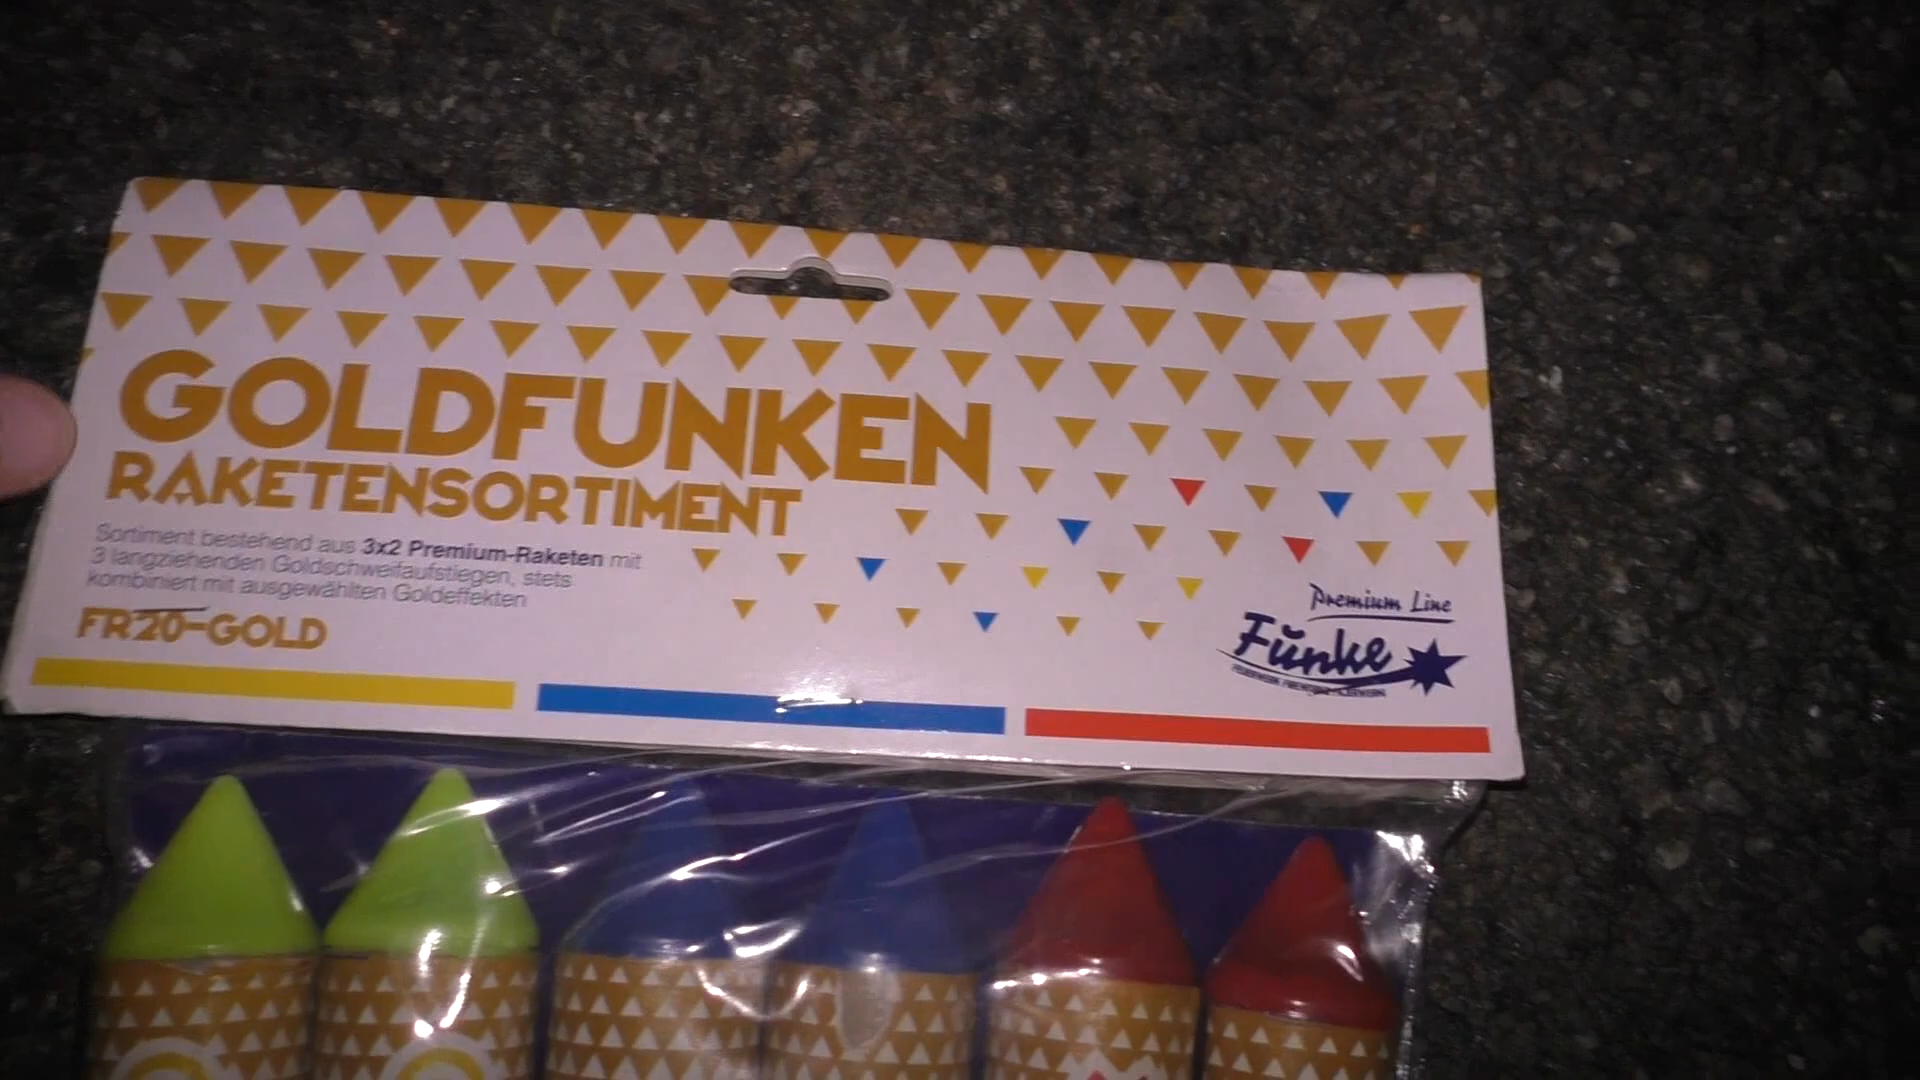 GOLDFUNKEN
RAKETENSORTIMENT
Sortiment bestehend aus 3x2 Premium-Raketen mit
3 langziehenden Goldschweifaufstiegen, stets
kombiniert mit ausgewählten Goldeffekten
FR20-GOLD
Premium Line
Funke